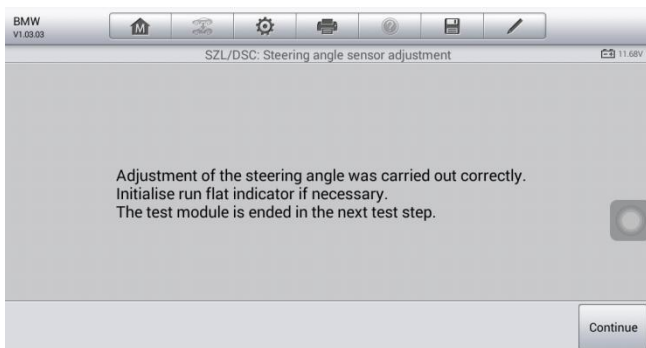 BMW
V1.03.03
M
SZL/DSC: Steering angle sensor adjustment
11.68V
Adjustment of the steering angle was carried out correctly.
Initialise run flat indicator if necessary.
The test module is ended in the next test step.
Continue